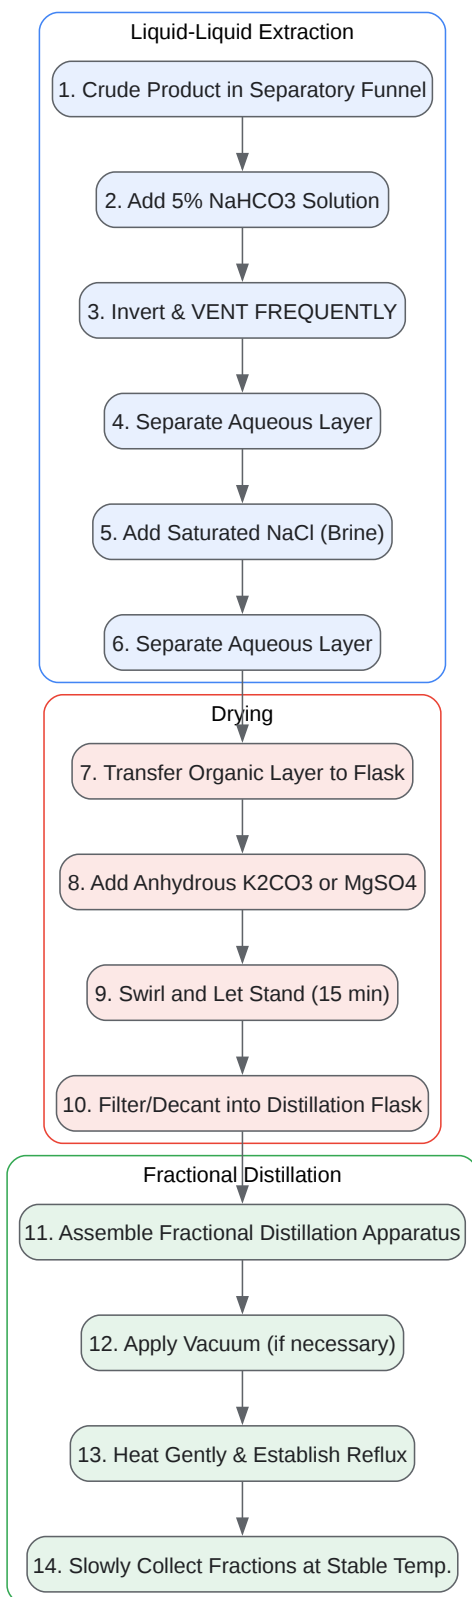 Liquid-Liquid Extraction
1. Crude Product in Separatory Funnel
2. Add 5% NaHCO3 Solution
3. Invert & VENT FREQUENTLY
4. Separate Aqueous Layer
5. Add Saturated NaCl (Brine)
6. Separate Aqueous Layer
Drying
7. Transfer Organic Layer to Flask
8. Add Anhydrous K2CO3 or MgSO4
9. Swirl and Let Stand (15 min)
10. Filter/Decant into Distillation Flask
Fractional Distillation
11. Assemble Fractional Distillation Apparatus
12. Apply Vacuum (if necessary)
13. Heat Gently & Establish Reflux
14. Slowly Collect Fractions at Stable Temp.